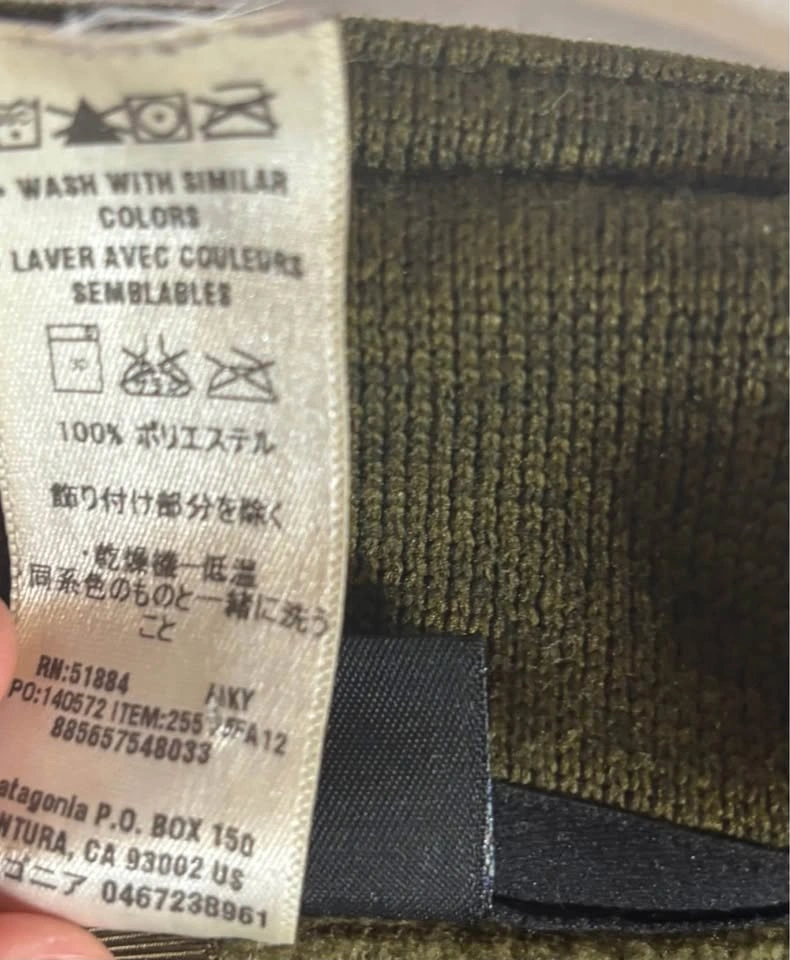 WASH WITH SIMILAR
COLORS
LAVER AVEC COULEURS
SEMBLABLES
100% ポリエステル
飾り付け部分を除く
・乾燥機一低温
同系色のものと一緒に洗う
こと
RN:51884
PO:140572 ITEM:255 FA12
885657548033
atagonia P.O. BOX 150
NTURA, CA 93002 US
ゴニア 0467238961